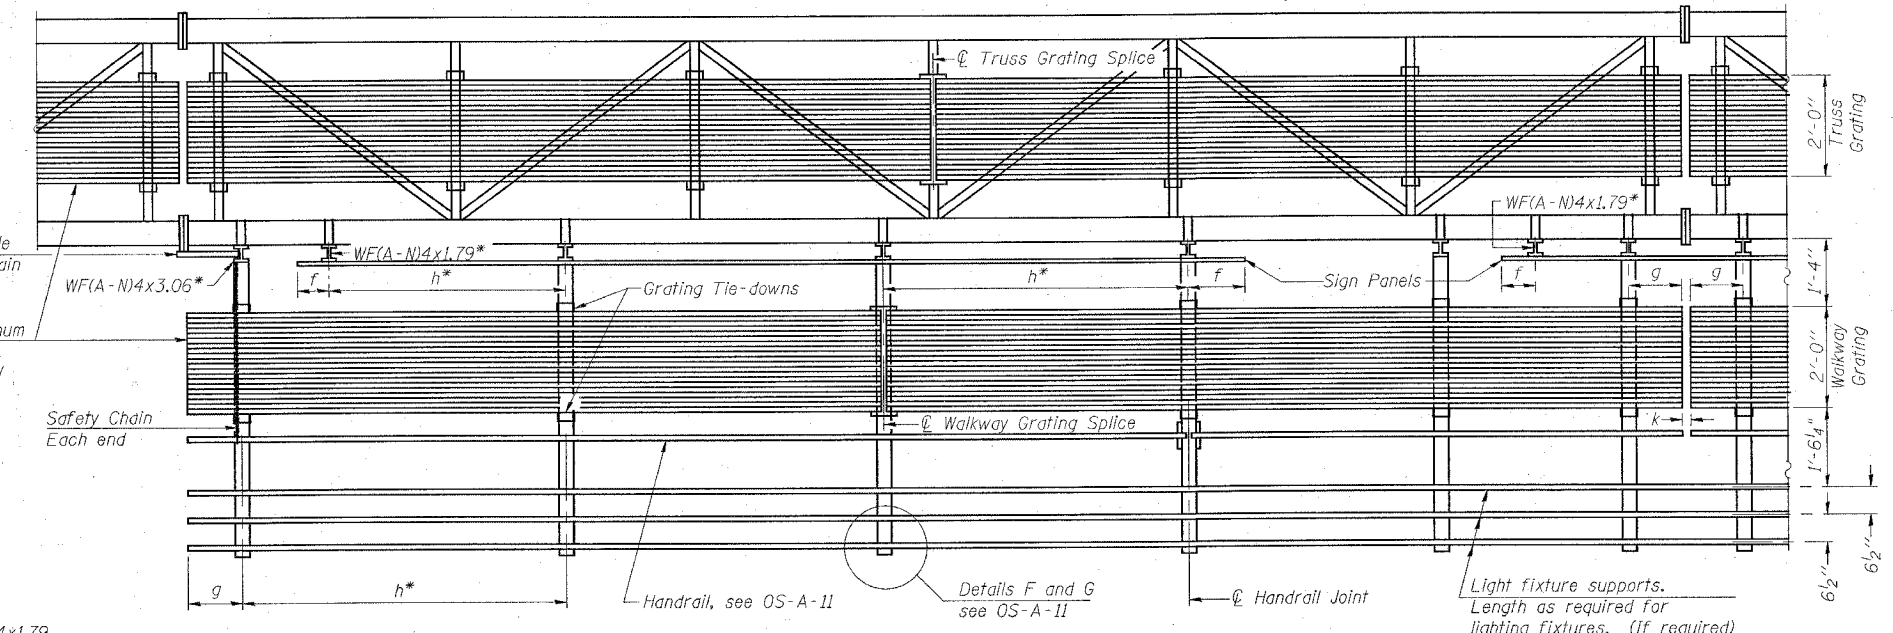 ℄ Truss Grating Splice
2'-0"
Truss
Grating
WF(A-N)4x1.79*
WF(A-N)4x1.79*
WF(A-N)4x3.06*
f
h*
Grating Tie-downs
h*
f
Sign Panels
f
g
g
1'-4"
2'-0"
Walkway
Grating
Safety Chain
Each end
℄ Walkway Grating Splice
k
1'-6¼"
g
h*
Handrail, see OS-A-11
Details F and G
see OS-A-11
℄ Handrail Joint
Light fixture supports.
Length as required for
lighting fixtures. (if required)
6½"
6½"
4x1.79